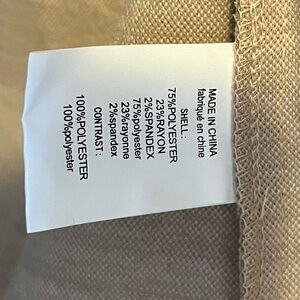 MADE IN CHINA
fabriqué en chine
SHELL :
75%POLYESTER
23%RAYON
2%SPANDEX
75%polyester
23%rayonne
2%spandex
CONTRAST :
100%POLYESTER
100%polyester